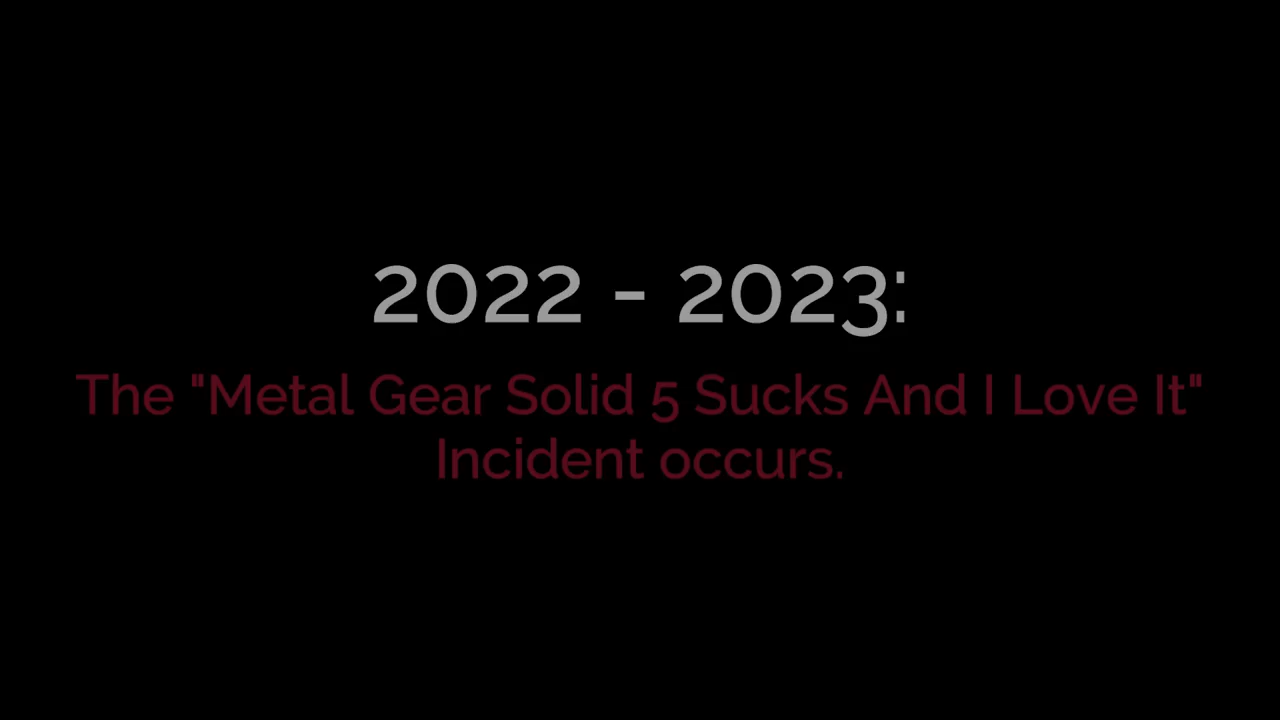 2022 - 2023:
The "Metal Gear Solid 5 Sucks And I Love It"
Incident occurs.